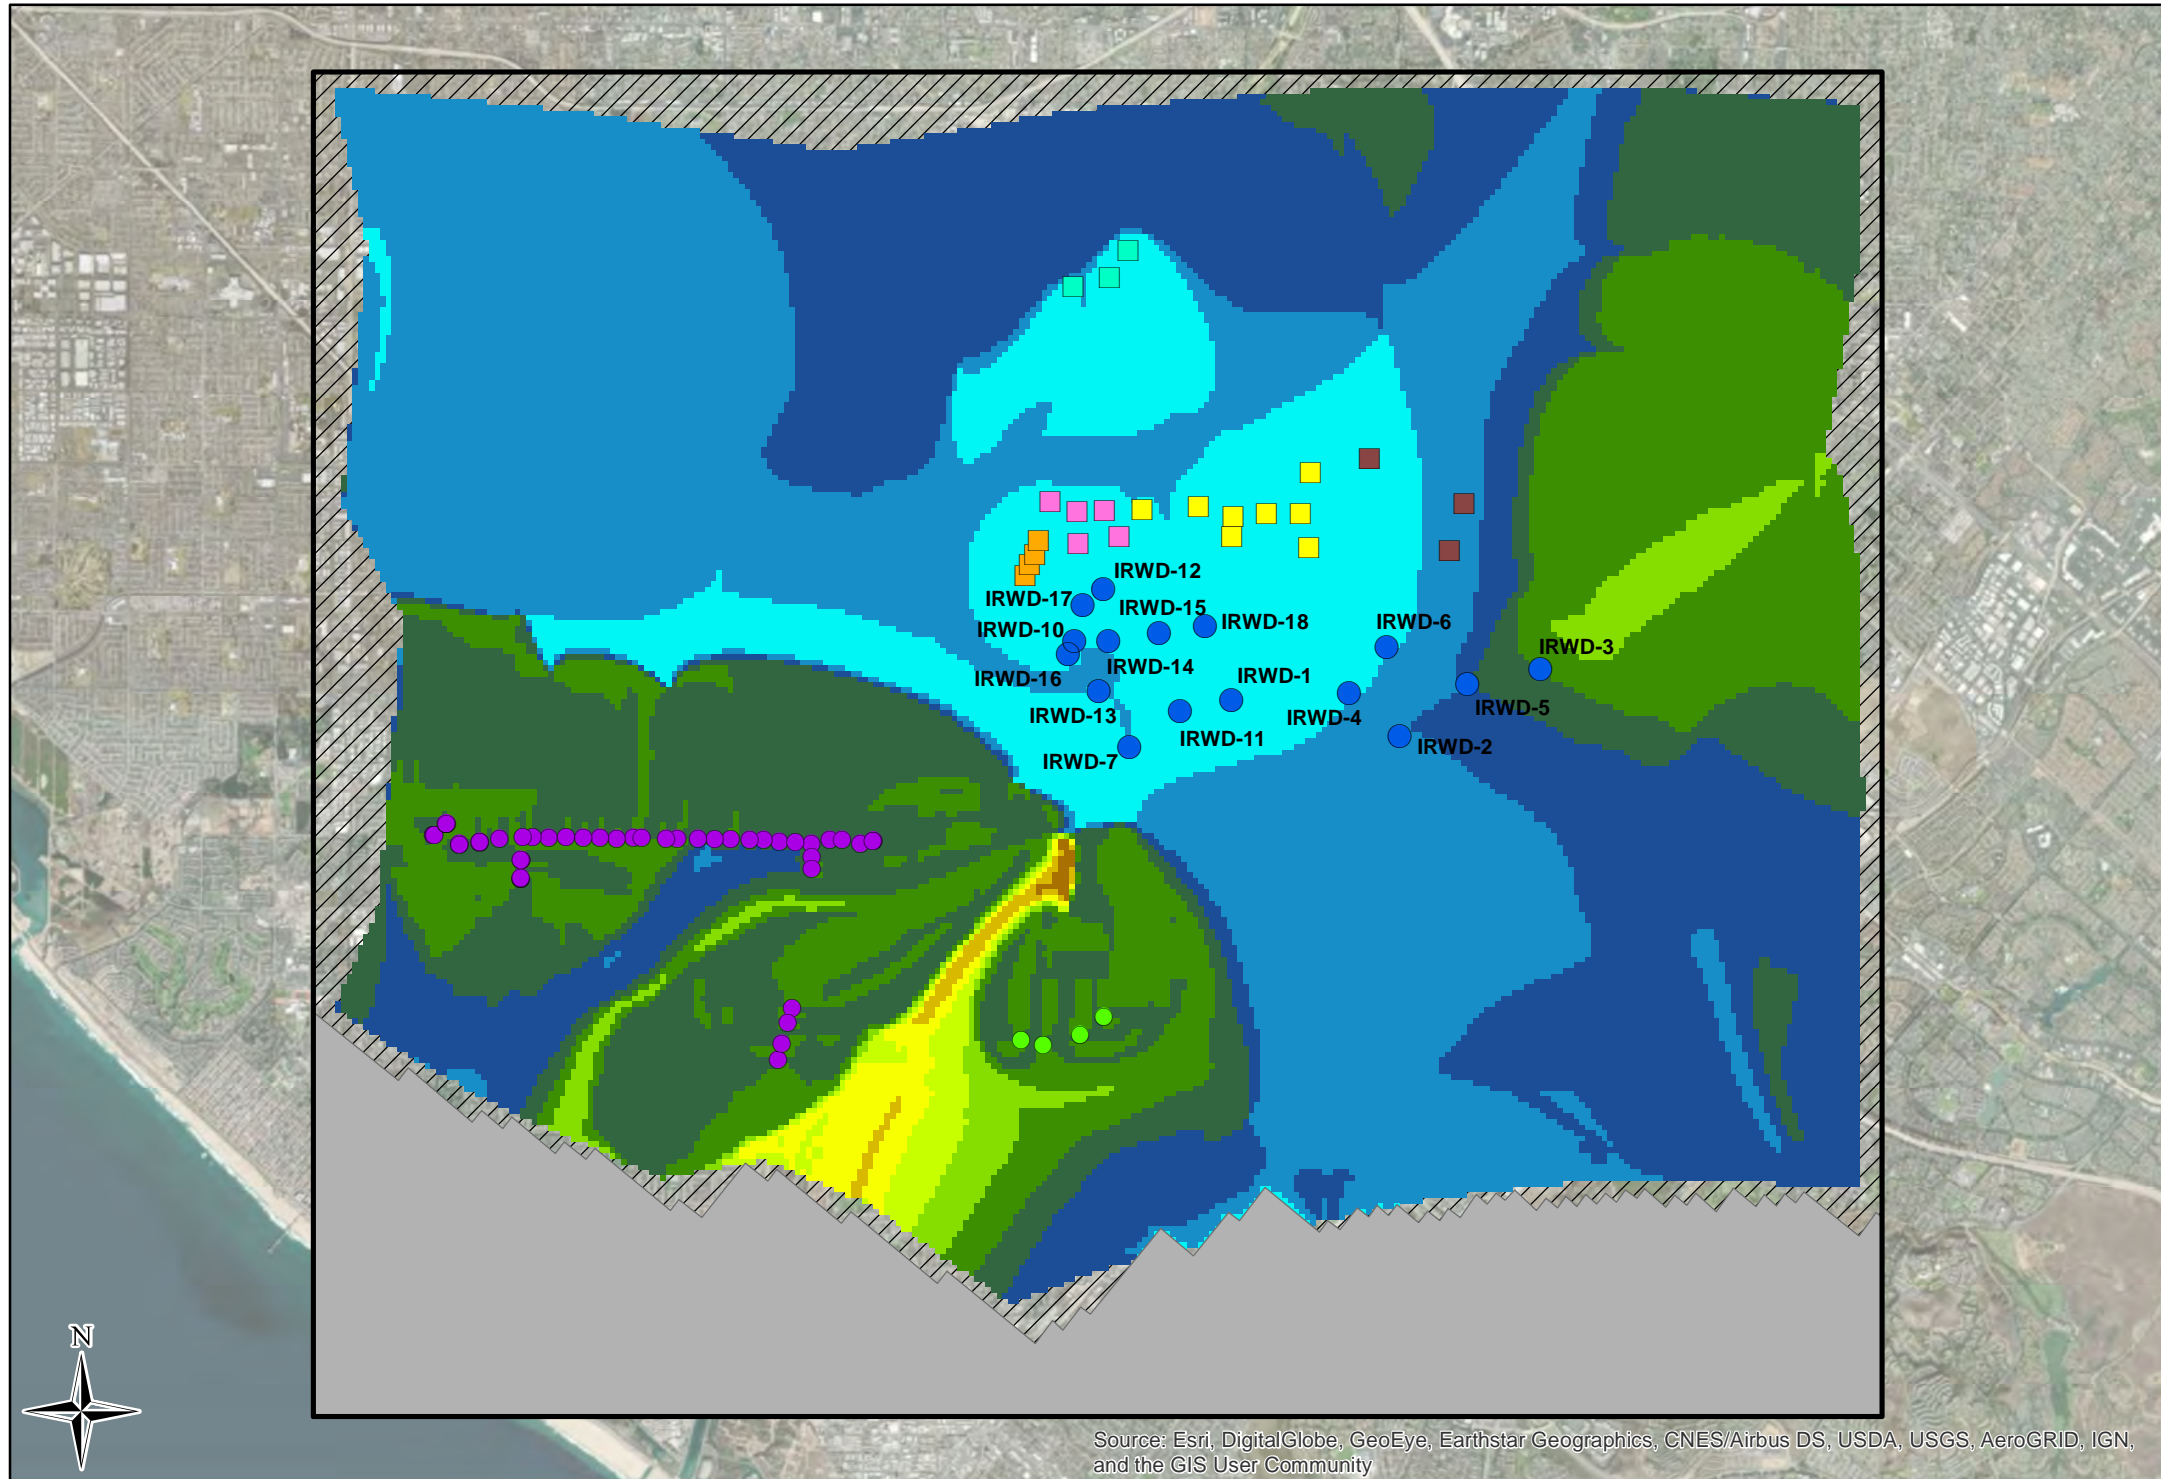 IRWD-12
IRWD-17
IRWD-15
IRWD-18
IRWD-10
IRWD-6
IRWD-14
IRWD-3
IRWD-16
IRWD-1
IRWD-5
IRWD-13
IRWD-4
IRWD-11
IRWD-2
IRWD-7
N
Source: Esri, DigitalGlobe, GeoEye, Earthstar Geographics, CNES/Airbus DS, USDA, USGS, AeroGRID, IGN,
and the GIS User Community